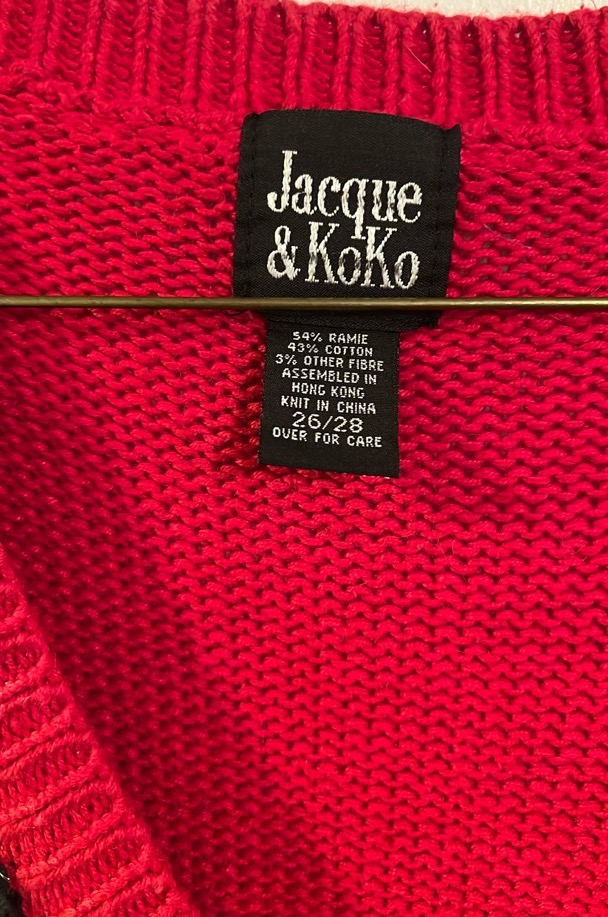 Jacque
& KoKo
54% RAMIE
43% COTTON
3% OTHER FIBRE
ASSEMBLED IN
HONG KONG
KNIT IN CHINA
26/28
OVER FOR CARE